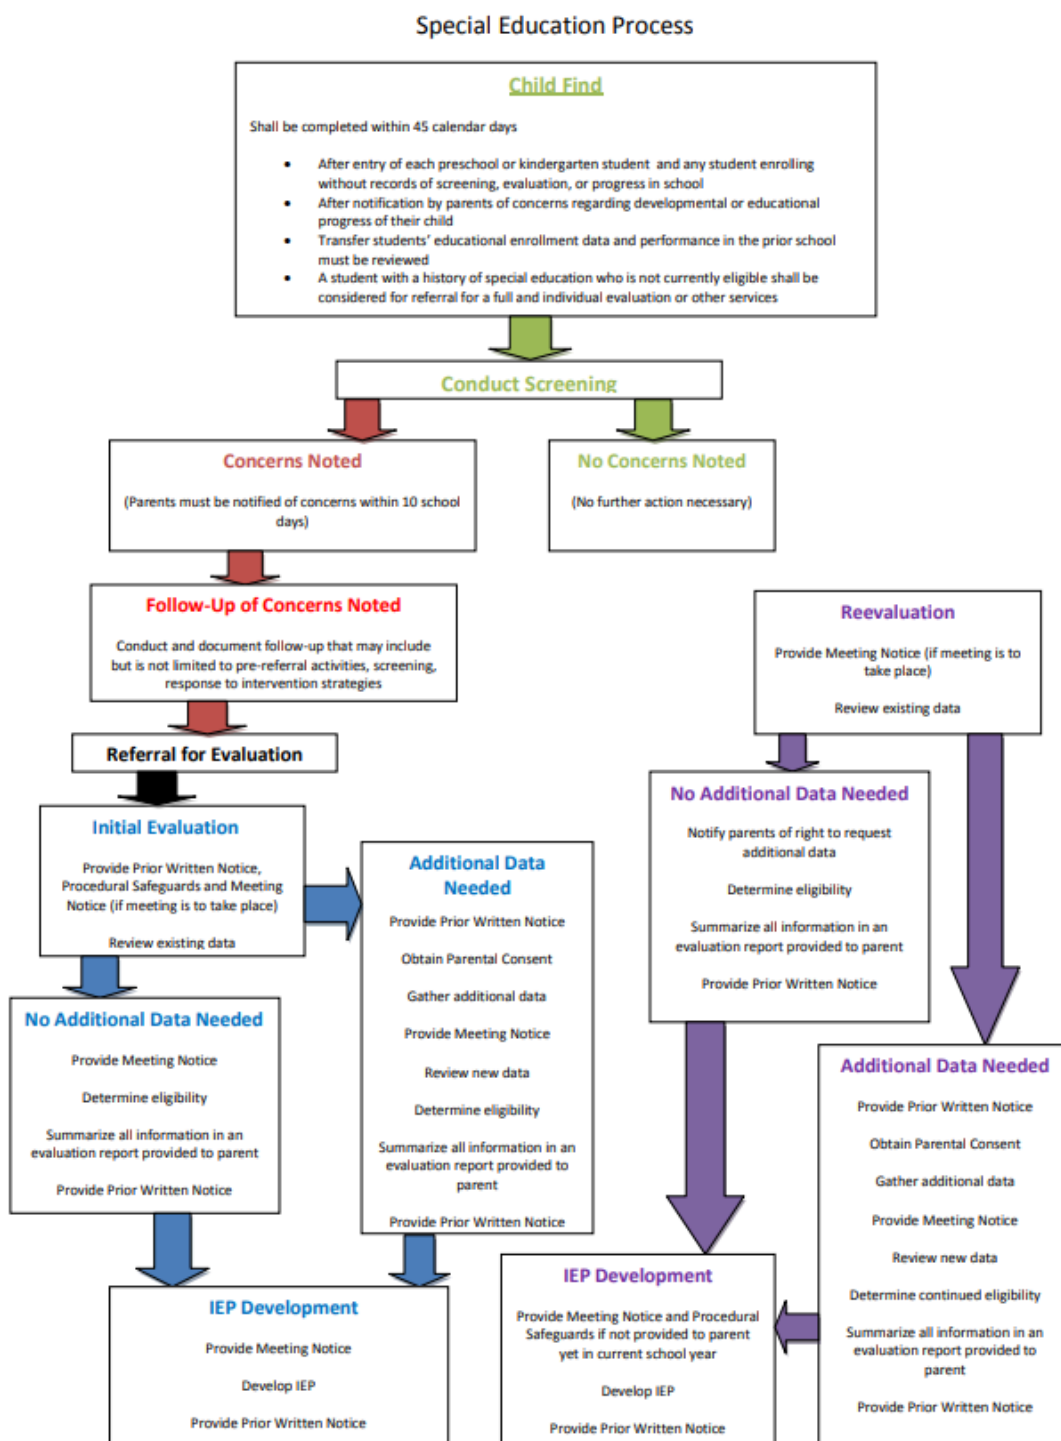 Special Education Process
Child Find
Shall be completed within 45 calendar days
• After entry of each preschool or kindergarten student and any student enrolling
without records of screening, evaluation, or progress in school
• After notification by parents of concerns regarding developmental or educational
progress of their child
• Transfer students’ educational enrollment data and performance in the prior school
must be reviewed
• A student with a history of special education who is not currently eligible shall be
considered for referral for a full and individual evaluation or other services
Conduct Screening
Concerns Noted
(Parents must be notified of concerns within 10 school
days)
No Concerns Noted
(No further action necessary)
Follow-Up of Concerns Noted
Conduct and document follow-up that may include
but is not limited to pre-referral activities, screening,
response to intervention strategies
Referral for Evaluation
Initial Evaluation
Provide Prior Written Notice,
Procedural Safeguards and Meeting
Notice (if meeting is to take place)
Review existing data
Additional Data
Needed
Provide Prior Written Notice
Obtain Parental Consent
Gather additional data
Provide Meeting Notice
Review new data
Determine eligibility
Summarize all information in an
evaluation report provided to
parent
Provide Prior Written Notice
No Additional Data Needed
Provide Meeting Notice
Determine eligibility
Summarize all information in an
evaluation report provided to parent
Provide Prior Written Notice
IEP Development
Provide Meeting Notice
Develop IEP
Provide Prior Written Notice
Reevaluation
Provide Meeting Notice (if meeting is to
take place)
Review existing data
No Additional Data Needed
Notify parents of right to request
additional data
Determine eligibility
Summarize all information in an
evaluation report provided to parent
Provide Prior Written Notice
Additional Data Needed
Provide Prior Written Notice
Obtain Parental Consent
Gather additional data
Provide Meeting Notice
Review new data
Determine continued eligibility
Summarize all information in an
evaluation report provided to
parent
Provide Prior Written Notice
IEP Development
Provide Meeting Notice and Procedural
Safeguards if not provided to parent
yet in current school year
Develop IEP
Provide Prior Written Notice